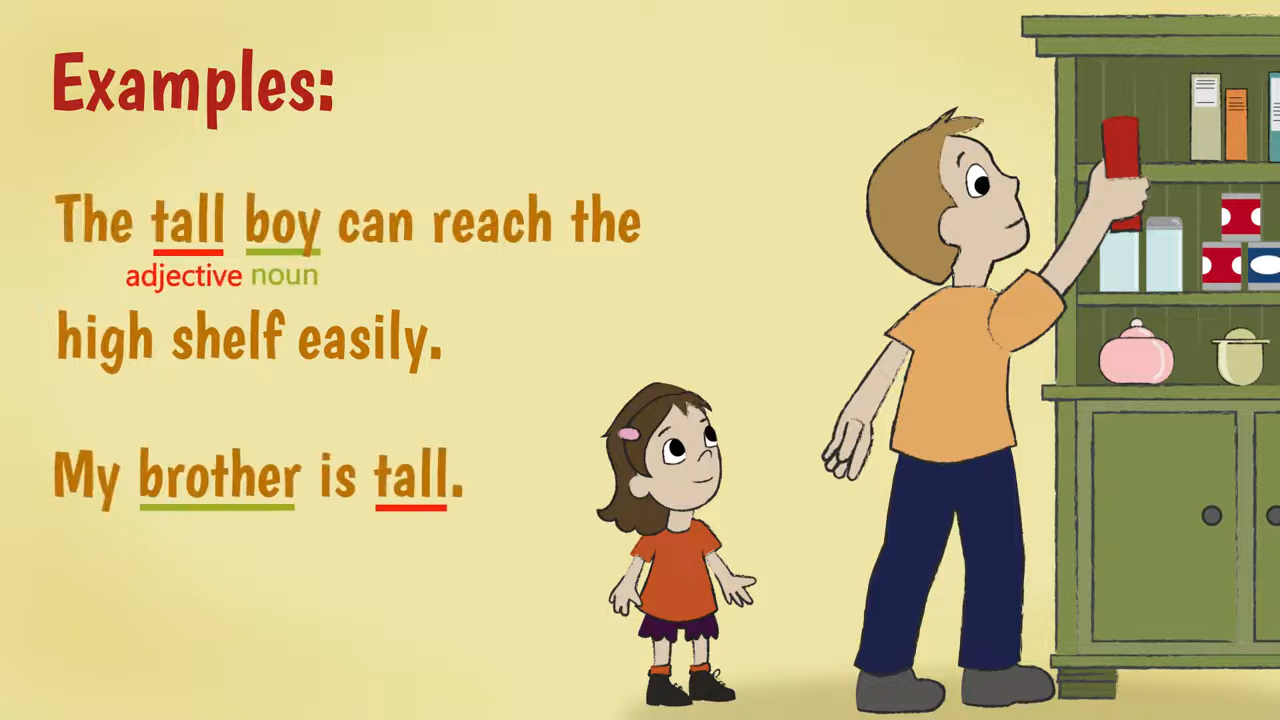 Examples:
The tall boy can reach the
adjective noun
high shelf easily.
My brother is tall.